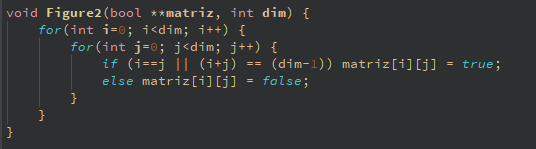 void Figure2(bool **matriz, int dim) {
    for(int i=0; i<dim; i++) {
        for(int j=0; j<dim; j++) {
            if (i==j || (i+j) == (dim-1)) matriz[i][j] = true;
            else matriz[i][j] = false;
        }
    }
}